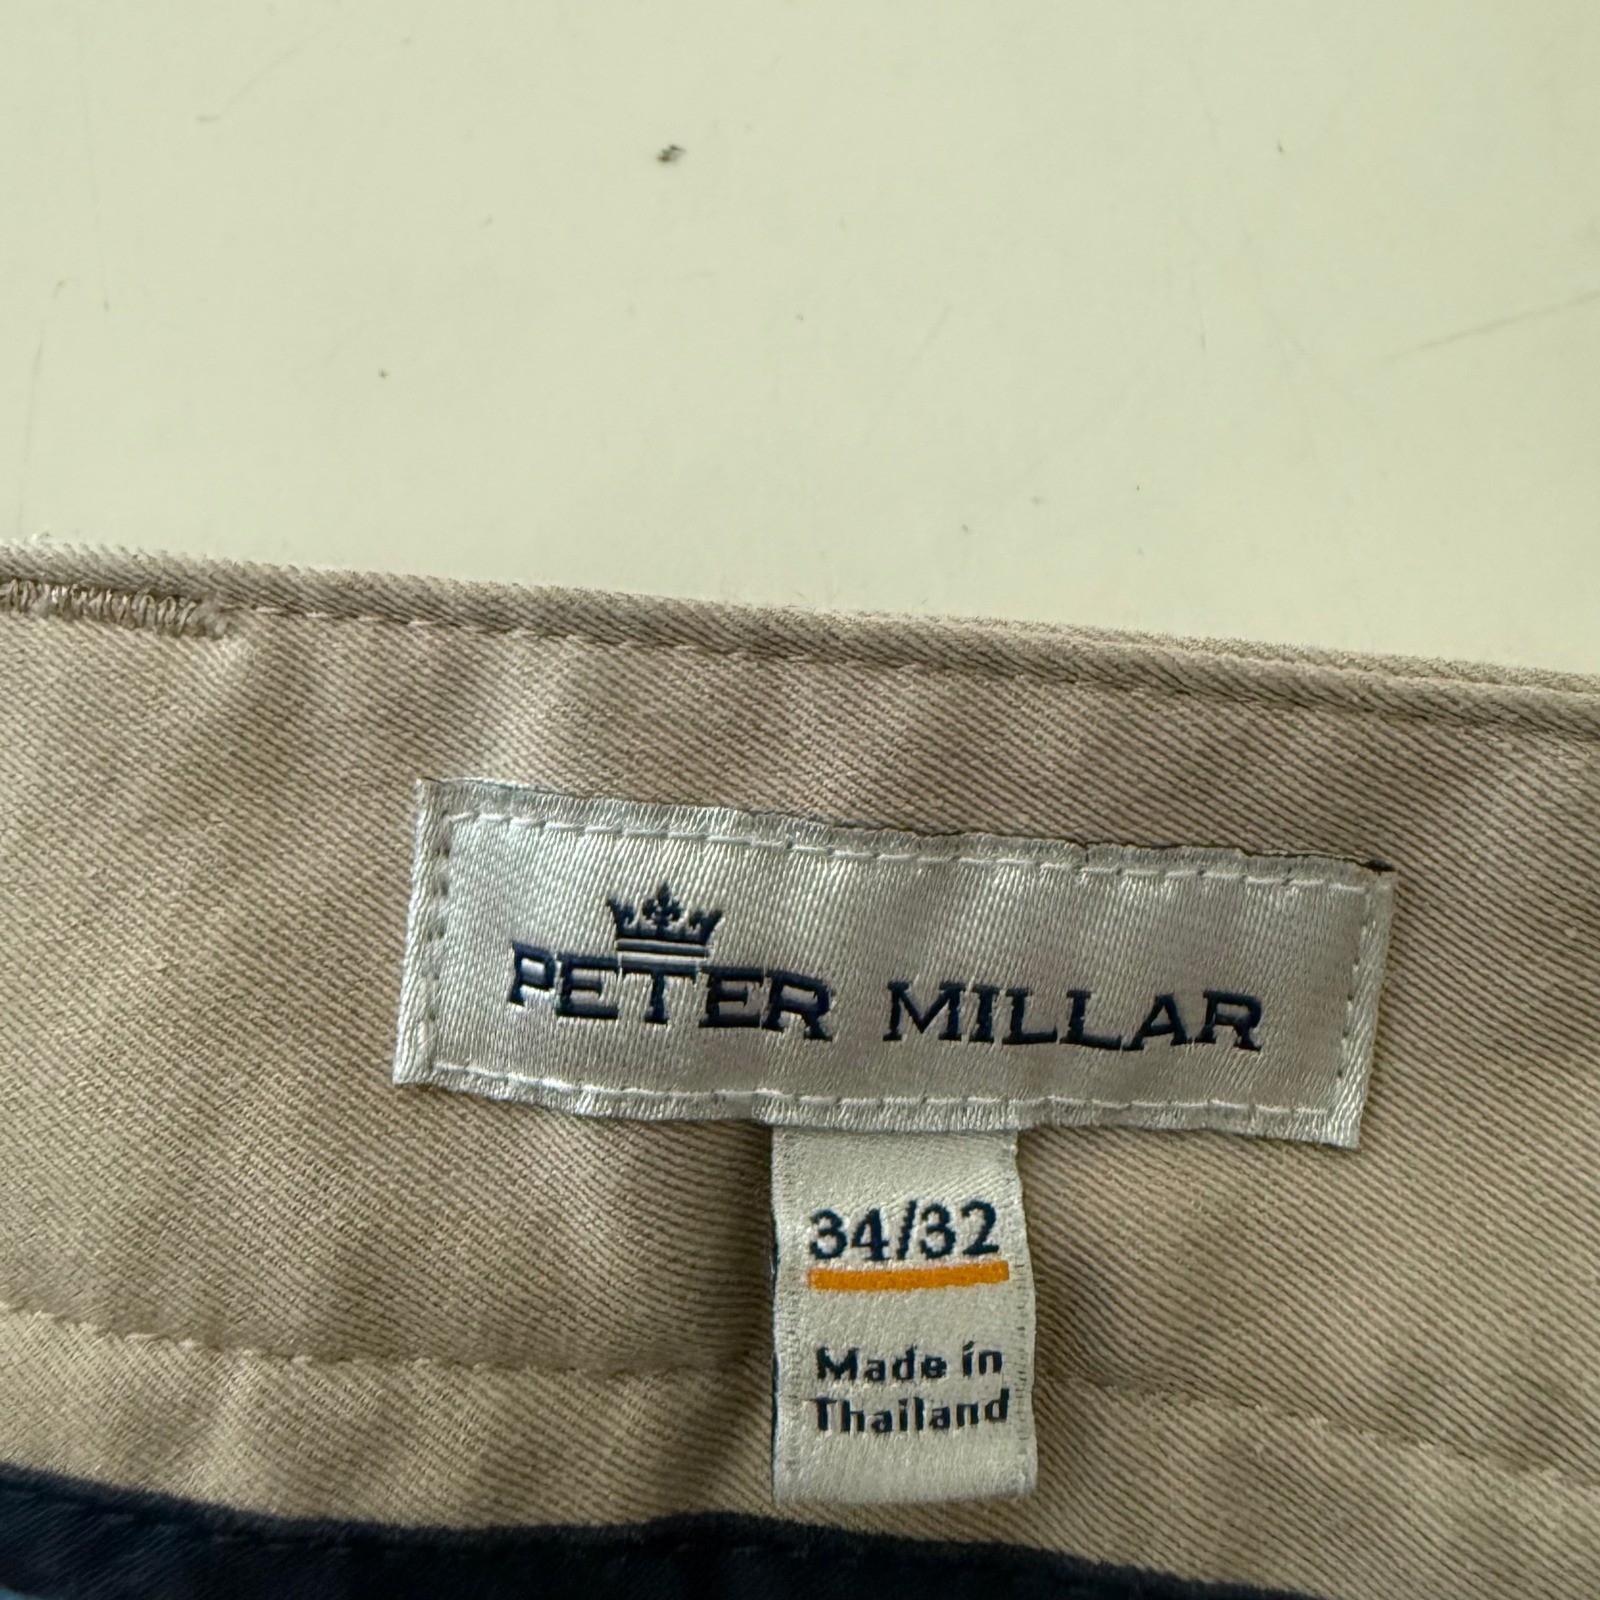 PETER MILLAR
34/32
Made in
Thailand